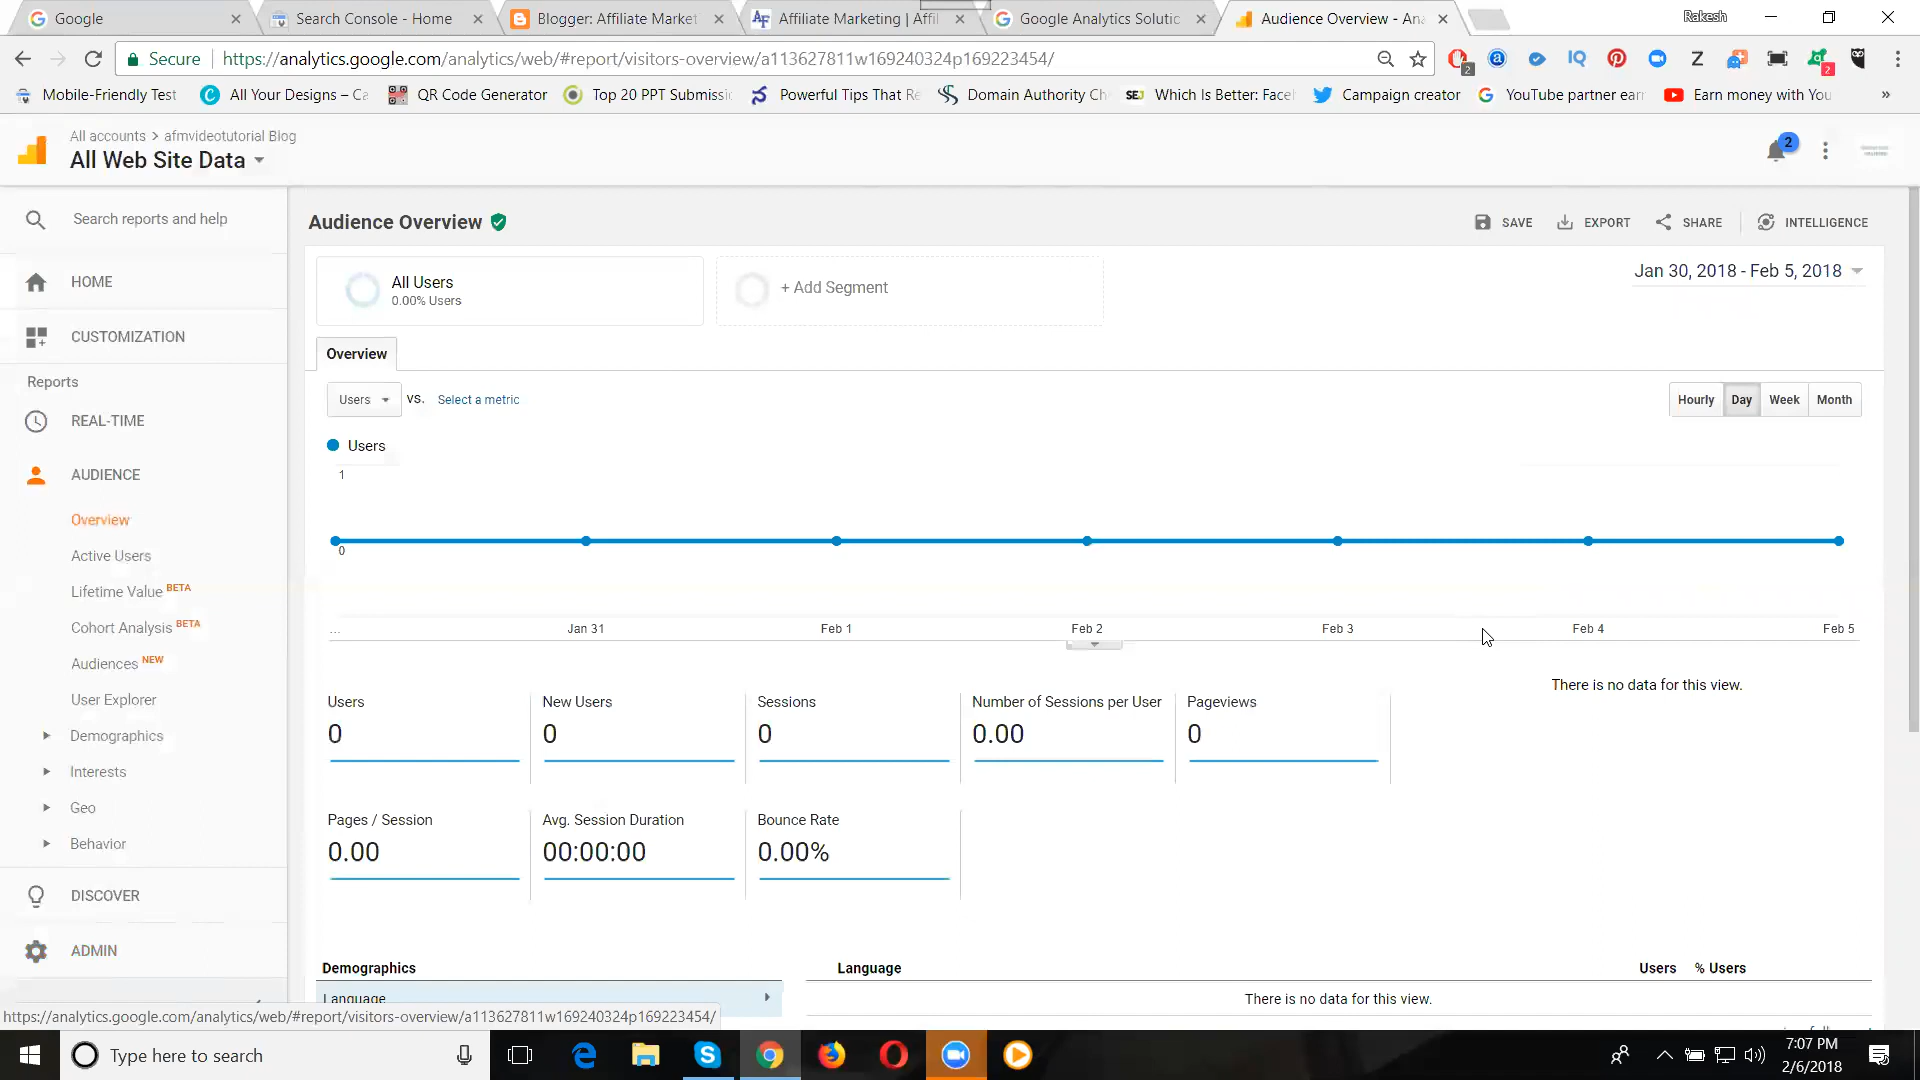 Google
Search Console - Home
Blogger: Affiliate Market
Affiliate Marketing | Affil
Google Analytics Solutic
Audience Overview - Ana
Rakesh
Secure
https://analytics.google.com/analytics/web/#report/visitors-overview/a113627811w169240324p169223454/
2
2
Mobile-Friendly Test
All Your Designs – Ca
QR Code Generator
Top 20 PPT Submissio
Powerful Tips That Re
Domain Authority Ch
SEJ
Which Is Better: Face
Campaign creator
YouTube partner earn
Earn money with You
»
All accounts > afmvideotutorial Blog
All Web Site Data
2
Search reports and help
HOME
CUSTOMIZATION
Reports
REAL-TIME
AUDIENCE
Overview
Active Users
Lifetime Value BETA
Cohort Analysis BETA
Audiences NEW
User Explorer
Demographics
Interests
Geo
Behavior
DISCOVER
ADMIN
Audience Overview
SAVE
EXPORT
SHARE
INTELLIGENCE
All Users
0.00% Users
+ Add Segment
Jan 30, 2018 - Feb 5, 2018
Overview
Users
VS.
Select a metric
Hourly
Day
Week
Month
Users
1
0
...
Jan 31
Feb 1
Feb 2
Feb 3
Feb 4
Feb 5
Users
0
New Users
0
Sessions
0
Number of Sessions per User
0.00
Pageviews
0
There is no data for this view.
Pages / Session
0.00
Avg. Session Duration
00:00:00
Bounce Rate
0.00%
Demographics
Language
Language
Users
% Users
There is no data for this view.
https://analytics.google.com/analytics/web/#report/visitors-overview/a113627811w169240324p169223454/
Type here to search
7:07 PM
2/6/2018